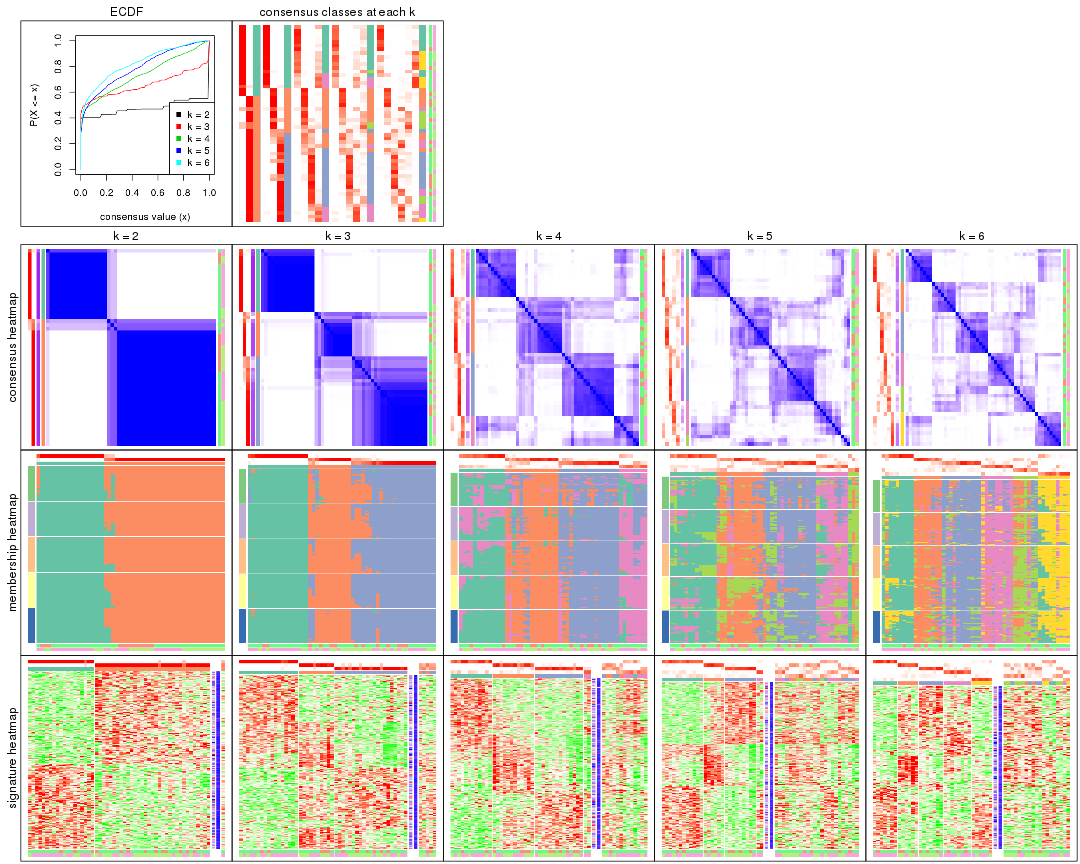 ECDF
consensus classes at each k
P(X <= x)
0.0 0.2 0.4 0.6 0.8 1.0
k = 2
k = 3
k = 4
k = 5
k = 6
0.0 0.2 0.4 0.6 0.8 1.0
consensus value (x)
k = 2
k = 3
k = 4
k = 5
k = 6
consensus heatmap
membership heatmap
signature heatmap